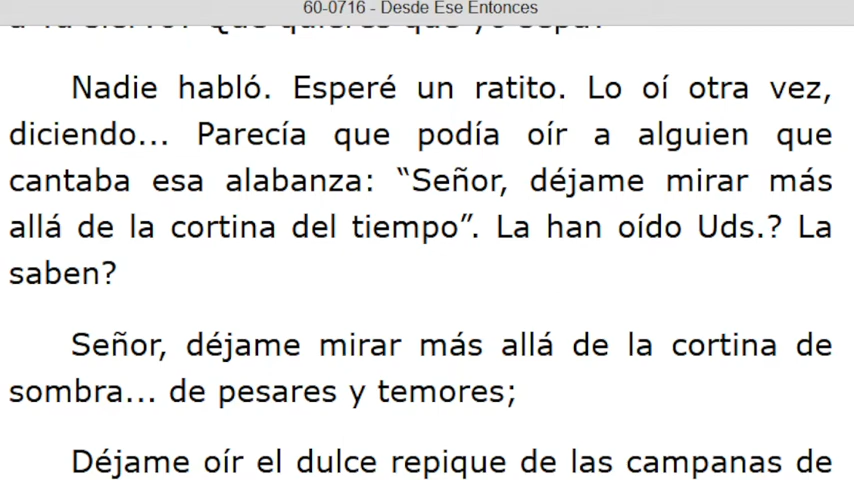 60-0716 - Desde Ese Entonces
Nadie habló. Esperé un ratito. Lo oí otra vez,
diciendo... Parecía que podía oír a alguien que
cantaba esa alabanza: “Señor, déjame mirar más
allá de la cortina del tiempo”. La han oído Uds.? La
saben?
Señor, déjame mirar más allá de la cortina de
sombra... de pesares y temores;
Déjame oír el dulce repique de las campanas de